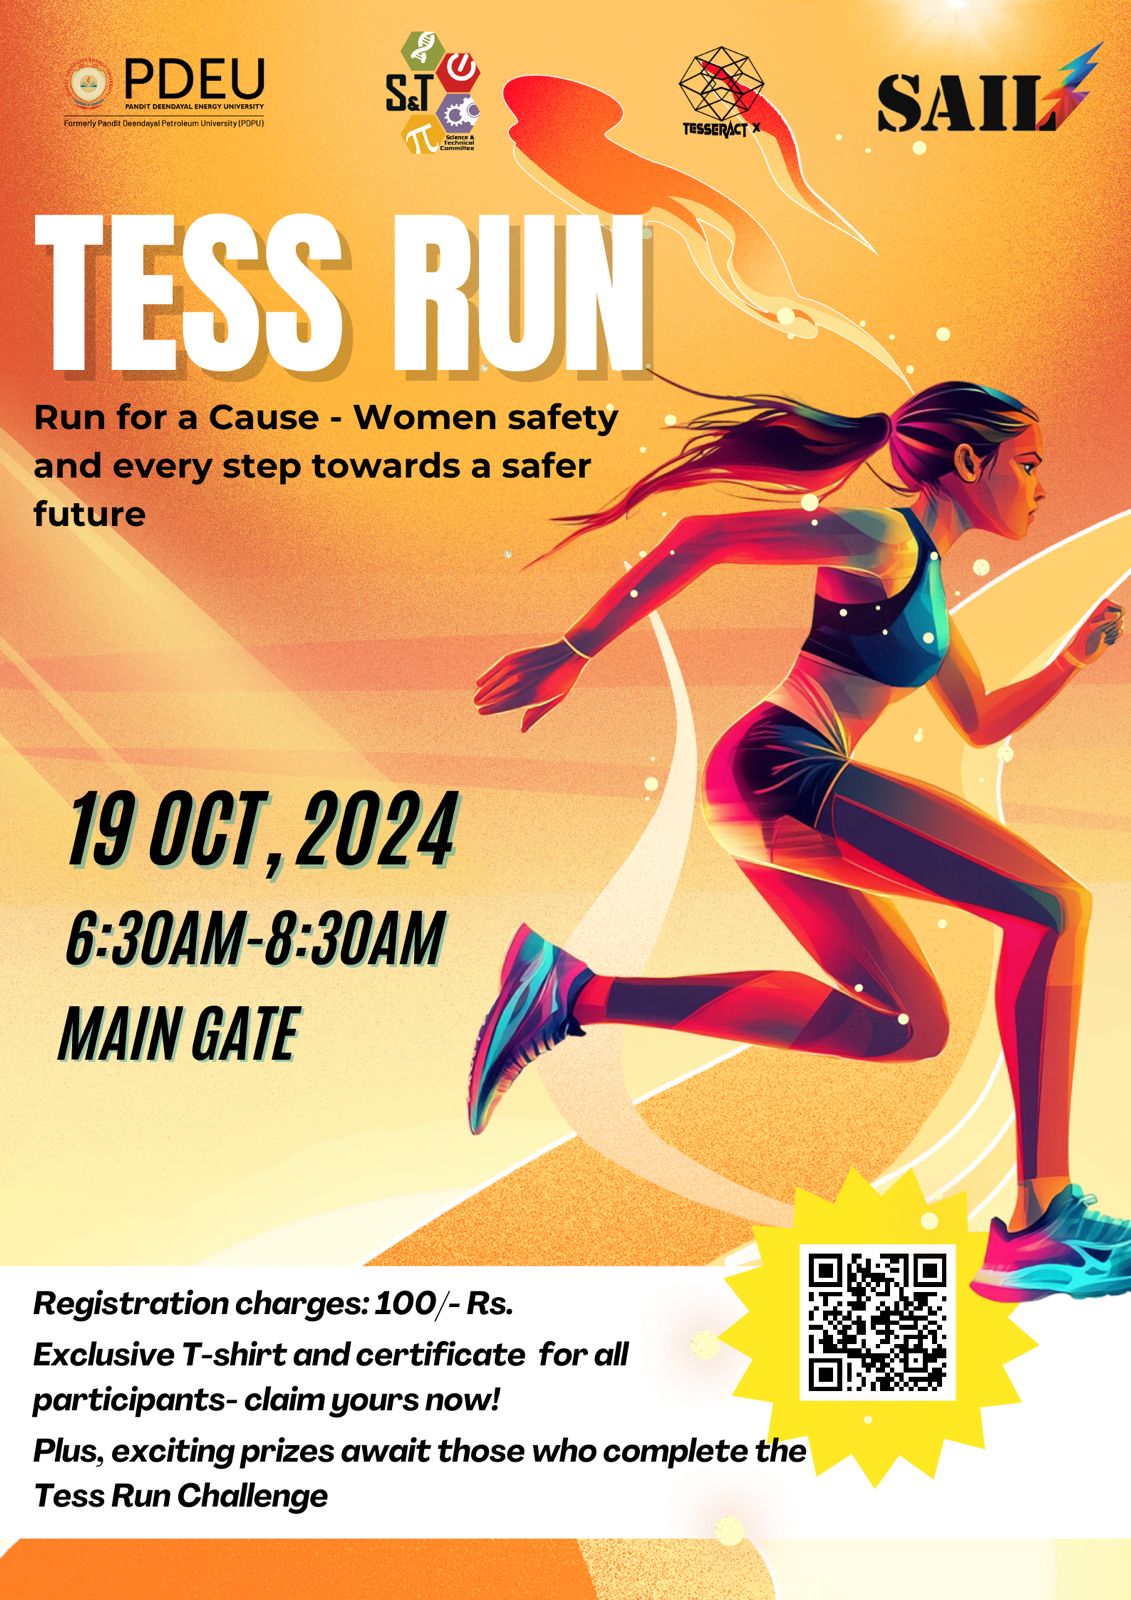 PDEU
PANDIT DEENDAYAL ENERGY UNIVERSITY
Formerly Pandit Deendayal Petroleum University (PDPU)
S&T
Science &
Technical
Committee
TESSERACT X
SAIL
TESS RUN
Run for a Cause - Women safety
and every step towards a safer
future
19 OCT, 2024
6:30AM-8:30AM
MAIN GATE
Registration charges: 100/- Rs.
Exclusive T-shirt and certificate for all
participants- claim yours now!
Plus, exciting prizes await those who complete the
Tess Run Challenge